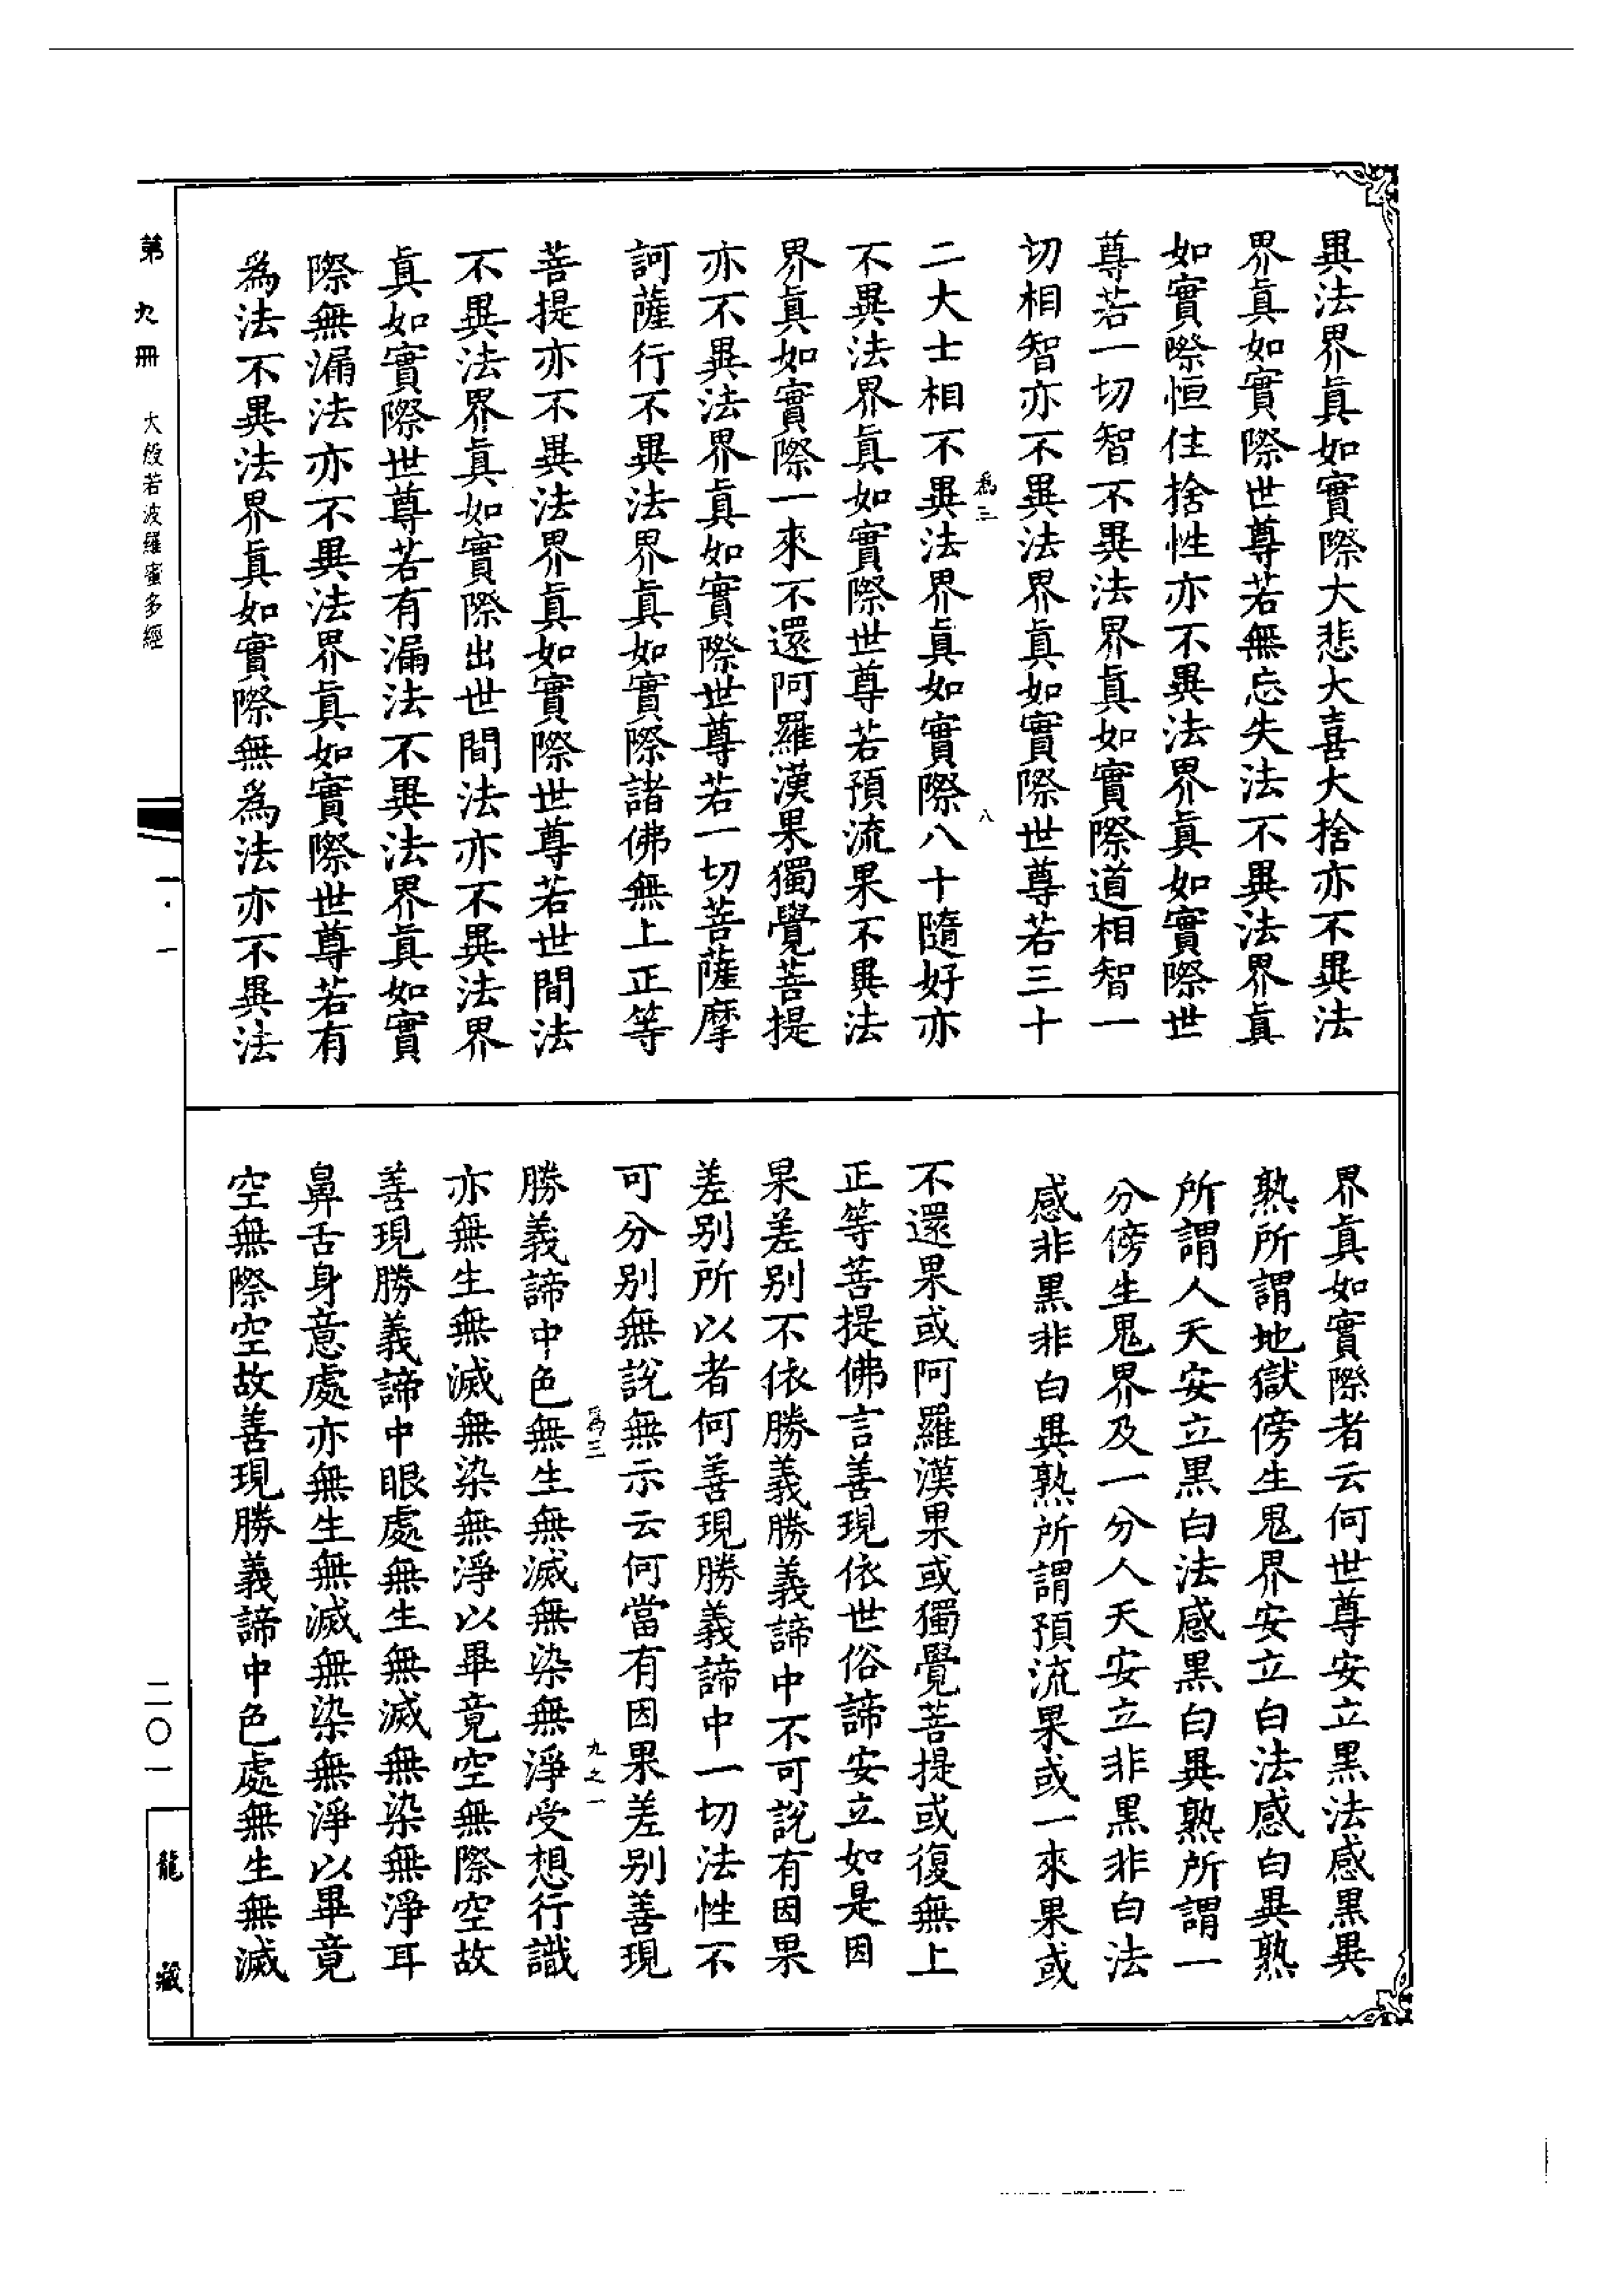 異法界眞如實際大悲大喜大捨亦不異法
界眞如實際世尊若無忘失法不異法界眞
如實際恒住捨性亦不異法界眞如實際世
尊若一切智不異法界眞如實際道相智一
切相智亦不異法界眞如實際世尊若三十
為三 八
二大士相不異法界眞如實際八十隨好亦
不異法界眞如實際世尊若預流果不異法
界眞如實際一來不還阿羅漢果獨覺菩提
亦不異法界眞如實際世尊若一切菩薩摩
訶薩行不異法界眞如實際諸佛無上正等
菩提亦不異法界眞如實際世尊若世間法
不異法界眞如實際出世間法亦不異法界
眞如實際世尊若有漏法不異法界眞如實
際無漏法亦不異法界眞如實際世尊若有
為法不異法界眞如實際無為法亦不異法
界眞如實際者云何世尊安立黑法感黑異
熟所謂地獄傍生鬼界安立白法感白異熟
所謂人天安立黑白法感黑白異熟所謂一
分傍生鬼界及一分人天安立非黑非白法
感非黑非白異熟所謂預流果或一來果或
不還果或阿羅漢果或獨覺菩提或復無上
正等菩提佛言善現依世俗諦安立如是因
果差別不依勝義勝義諦中不可說有因果
差別所以者何善現勝義諦中一切法性不
可分別無說無示云何當有因果差別善現
為三 九之一
勝義諦中色無生無滅無染無淨受想行識
亦無生無滅無染無淨以畢竟空無際空故
善現勝義諦中眼處無生無滅無染無淨耳
鼻舌身意處亦無生無滅無染無淨以畢竟
空無際空故善現勝義諦中色處無生無滅
第九冊 大般若波羅蜜多經
一·一
二〇一
龍藏